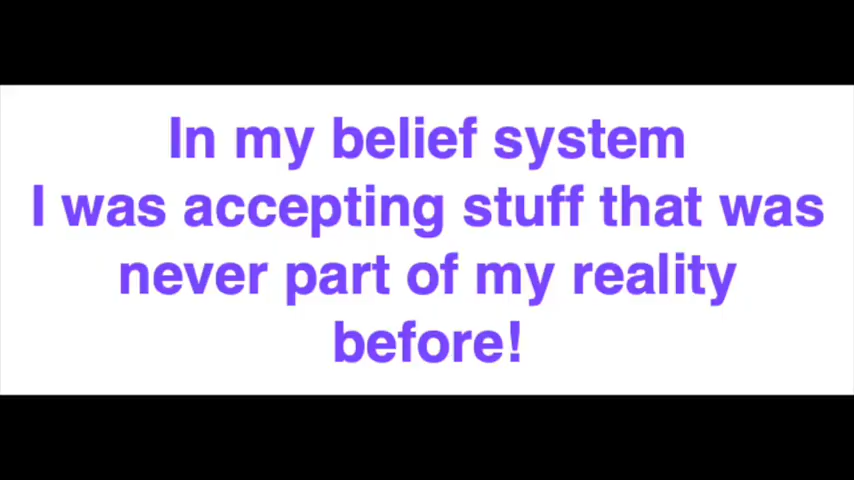 In my belief system
I was accepting stuff that was
never part of my reality
before!